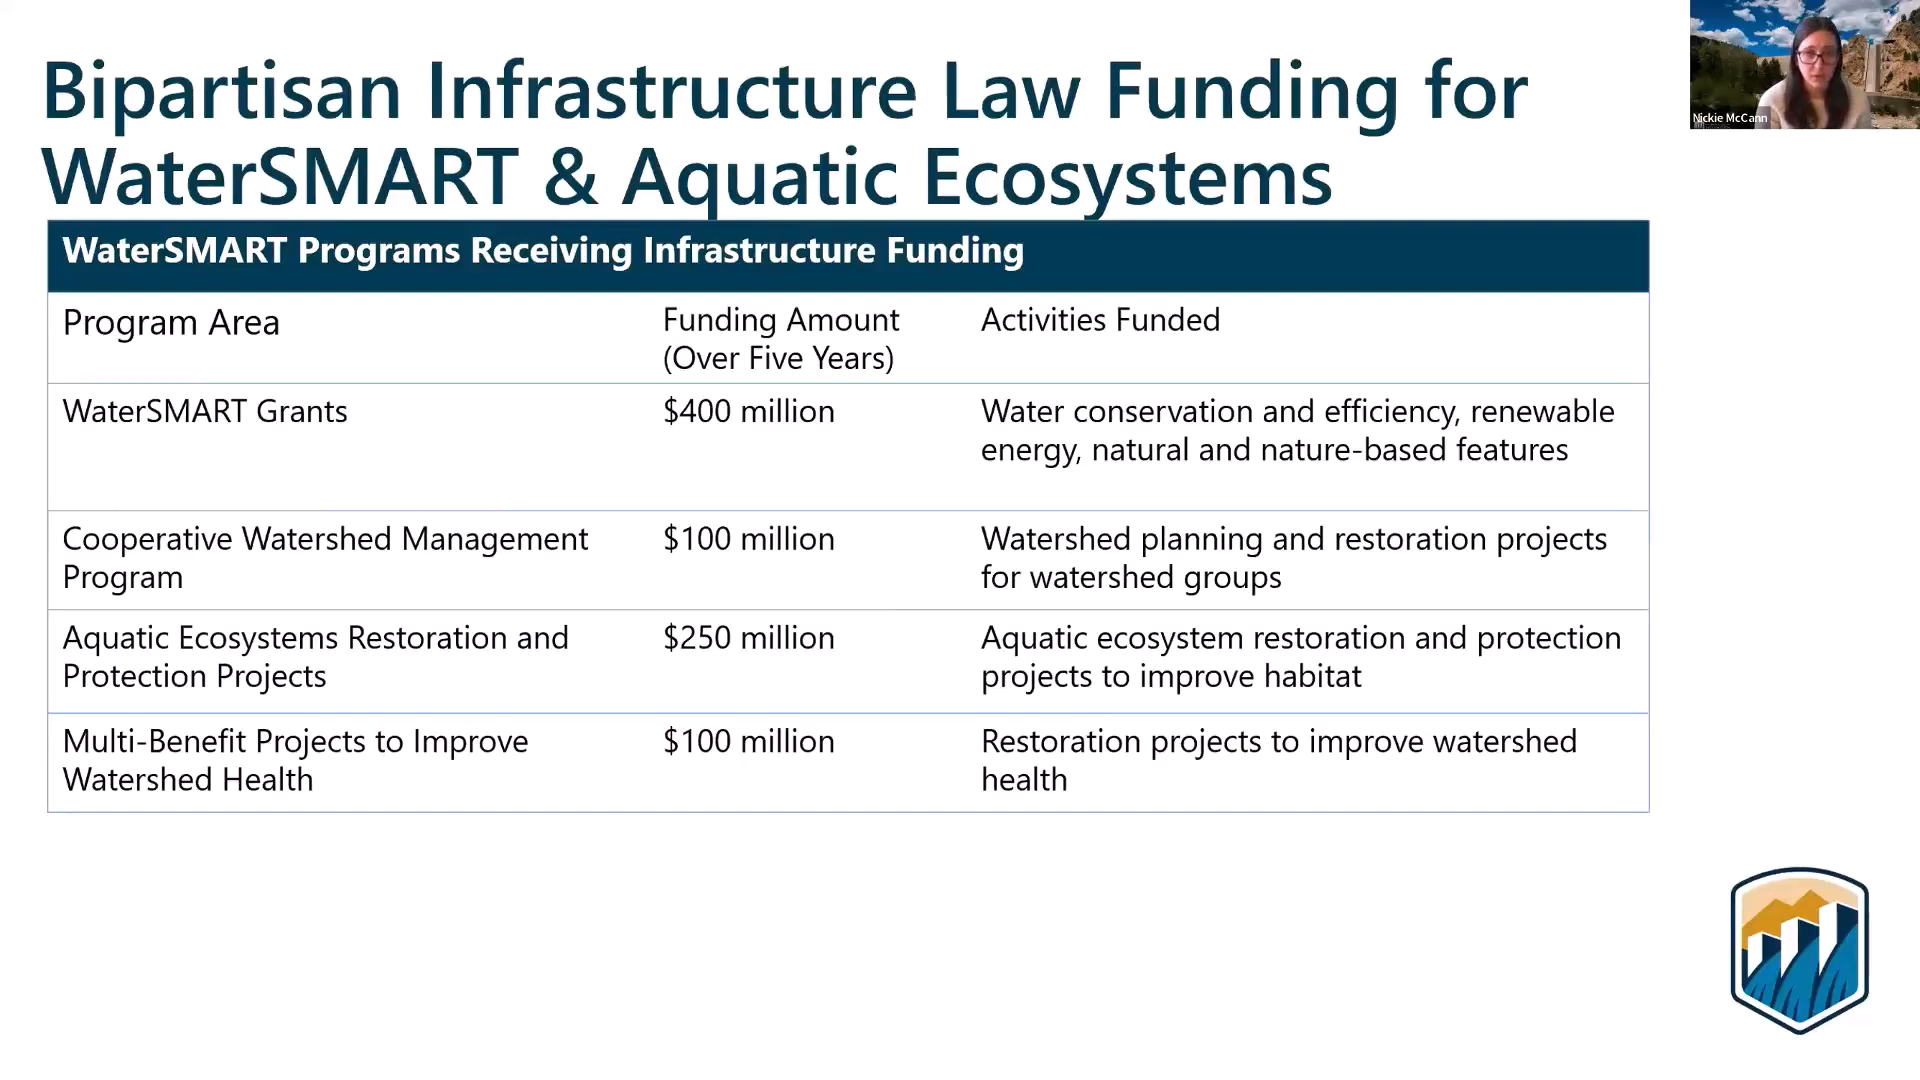 Bipartisan Infrastructure Law Funding for
WaterSMART & Aquatic Ecosystems
Nickie McCann
WaterSMART Programs Receiving Infrastructure Funding
Program Area
Funding Amount
(Over Five Years)
Activities Funded
WaterSMART Grants
$400 million
Water conservation and efficiency, renewable
energy, natural and nature-based features
Cooperative Watershed Management
Program
$100 million
Watershed planning and restoration projects
for watershed groups
Aquatic Ecosystems Restoration and
Protection Projects
$250 million
Aquatic ecosystem restoration and protection
projects to improve habitat
Multi-Benefit Projects to Improve
Watershed Health
$100 million
Restoration projects to improve watershed
health